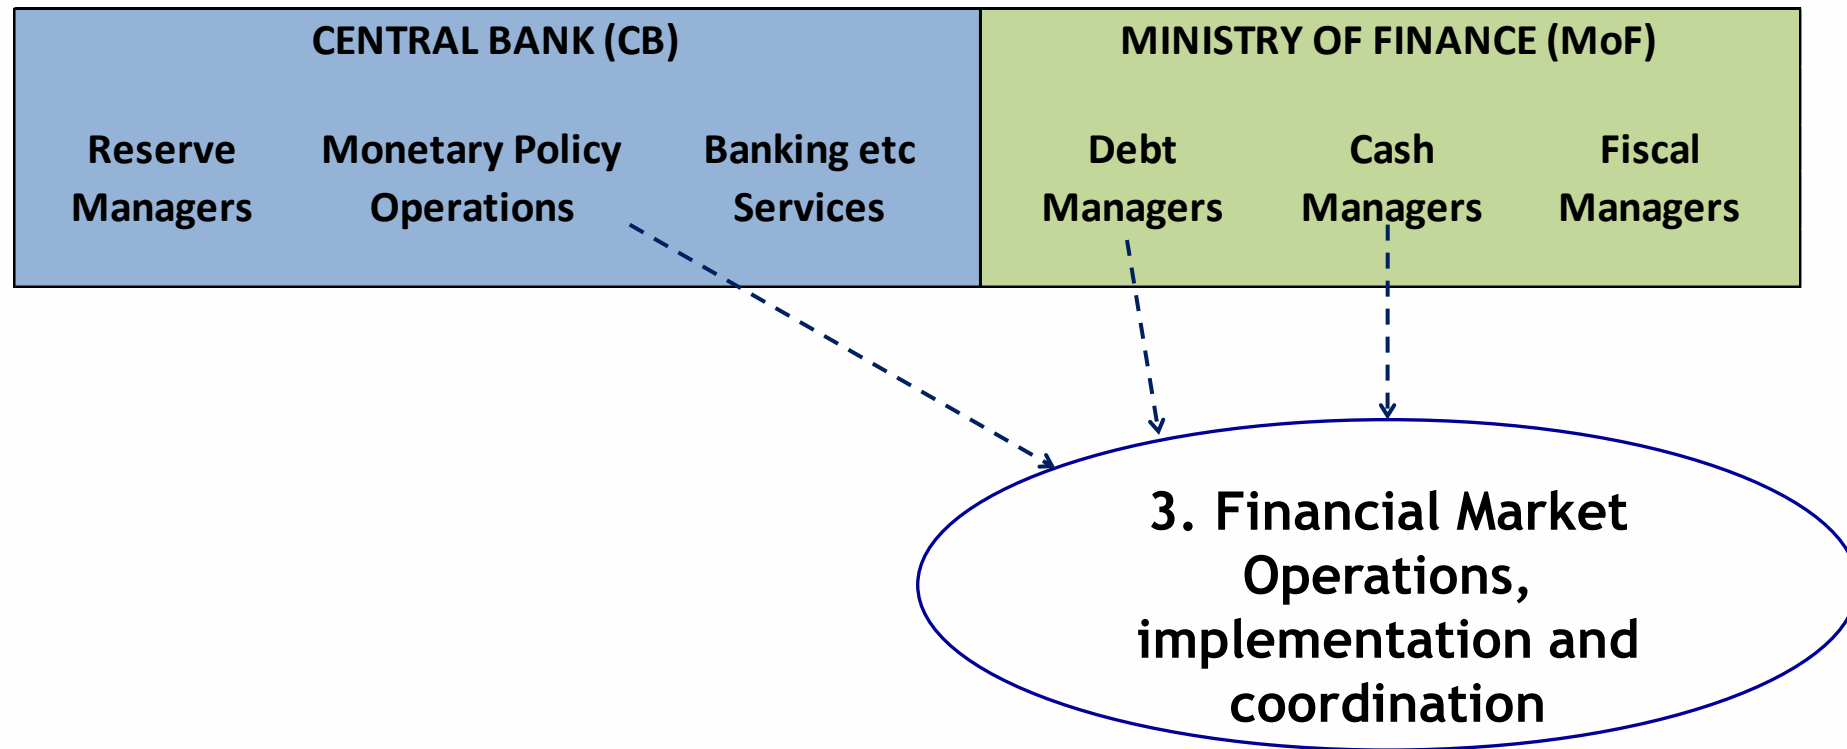 CENTRAL BANK (CB)
Reserve Managers
Monetary Policy Operations
Banking etc Services
MINISTRY OF FINANCE (MoF)
Debt Managers
Cash Managers
Fiscal Managers
3. Financial Market
Operations,
implementation and
coordination